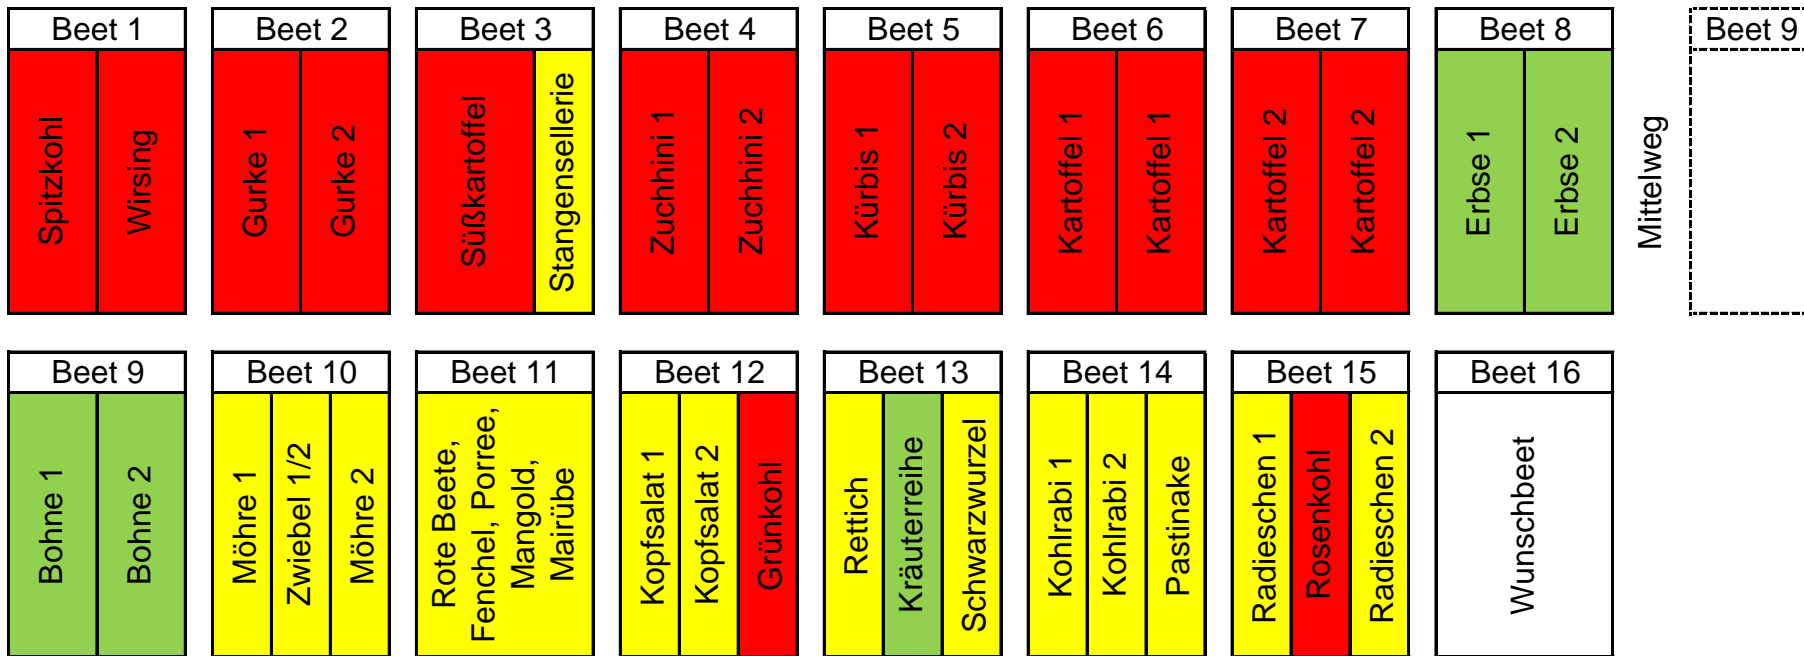 Beet 1
Beet 2
Beet 3
Beet 4
Beet 5
Beet 6
Beet 7
Beet 8
Beet 9
Spitzkohl
Wirsing
Gurke 1
Gurke 2
Süßkartoffel
Stangensellerie
Zuchhini 1
Zuchhini 2
Kürbis 1
Kürbis 2
Kartoffel 1
Kartoffel 1
Kartoffel 2
Kartoffel 2
Erbse 1
Erbse 2
Mittelweg
Beet 9
Beet 10
Beet 11
Beet 12
Beet 13
Beet 14
Beet 15
Beet 16
Bohne 1
Bohne 2
Möhre 1
Zwiebel 1/2
Möhre 2
Rote Beete,
Fenchel, Porree,
Mangold,
Mairübe
Kopfsalat 1
Kopfsalat 2
Grünkohl
Rettich
Kräuterreihe
Schwarzwurzel
Kohlrabi 1
Kohlrabi 2
Pastinake
Radieschen 1
Rosenkohl
Radieschen 2
Wunschbeet